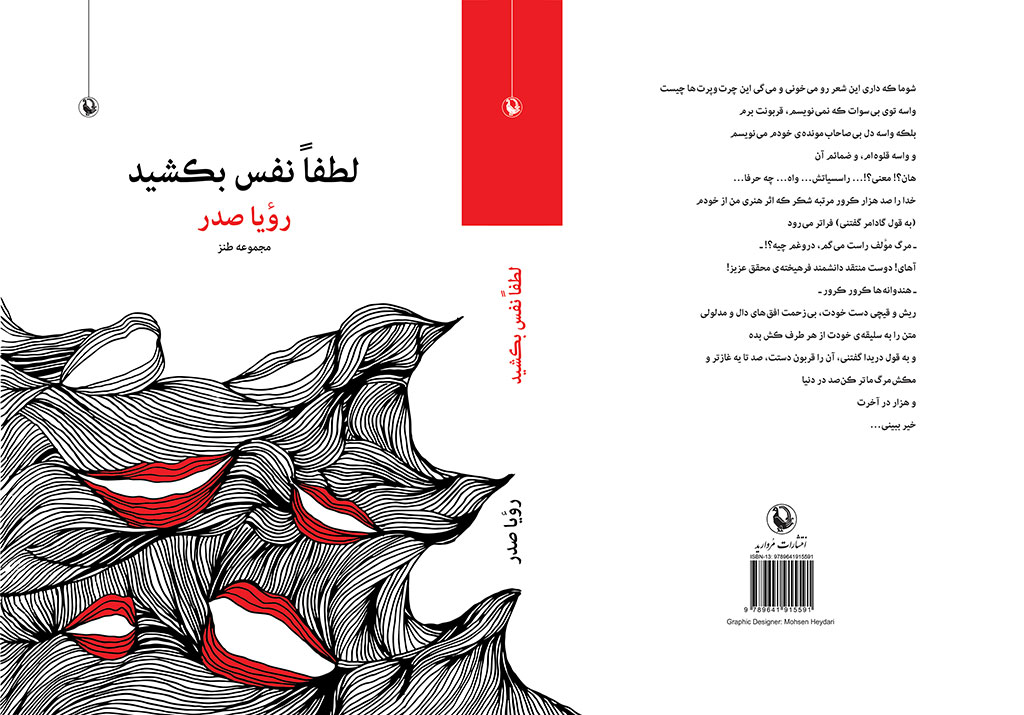 لطفاً نفس بکشید
رؤیا صدر
مجموعه طنز
لطفاً نفس بکشید
رؤیا صدر
شوما که داری این شعر رو می‌خونی و می‌گی این چرت‌وپرت‌ها چیست
واسه توی بی‌سوات که نمی‌نویسم، قربونت برم
بلکه واسه دل بی‌صاحاب‌مونده‌ی خودم می‌نویسم
و واسه قلوه‌ام، و ضمائم آن
هان؟! معنی؟!... راسسیاتش... واه... چه حرفا...
خدا را صد هزار کرور مرتبه شکر که اثر هنری من از خودم
(به قول گادامر گفتنی) فراتر می‌رود
ـ مرگ مؤلف راست می‌گم، دروغم چیه؟! ـ
آهای! دوست منتقد دانشمند فرهیخته‌ی محقق عزیز!
ـ هندوانه‌ها کرور کرور ـ
ریش و قیچی دست خودت، بی‌زحمت افق‌های دال و مدلولی
متن را به سلیقه‌ی خودت از هر طرف کش بده
و به قول دریدا گفتنی، آن را قربون دستت، صد تا یه غازتر و
مکش‌مرگ‌ماتر کن‌صد در دنیا
و هزار در آخرت
خیر ببینی...
انتشارات مروارید
ISBN-13: 9789641915591
9 789641 915591
Graphic Designer: Mohsen Heydari